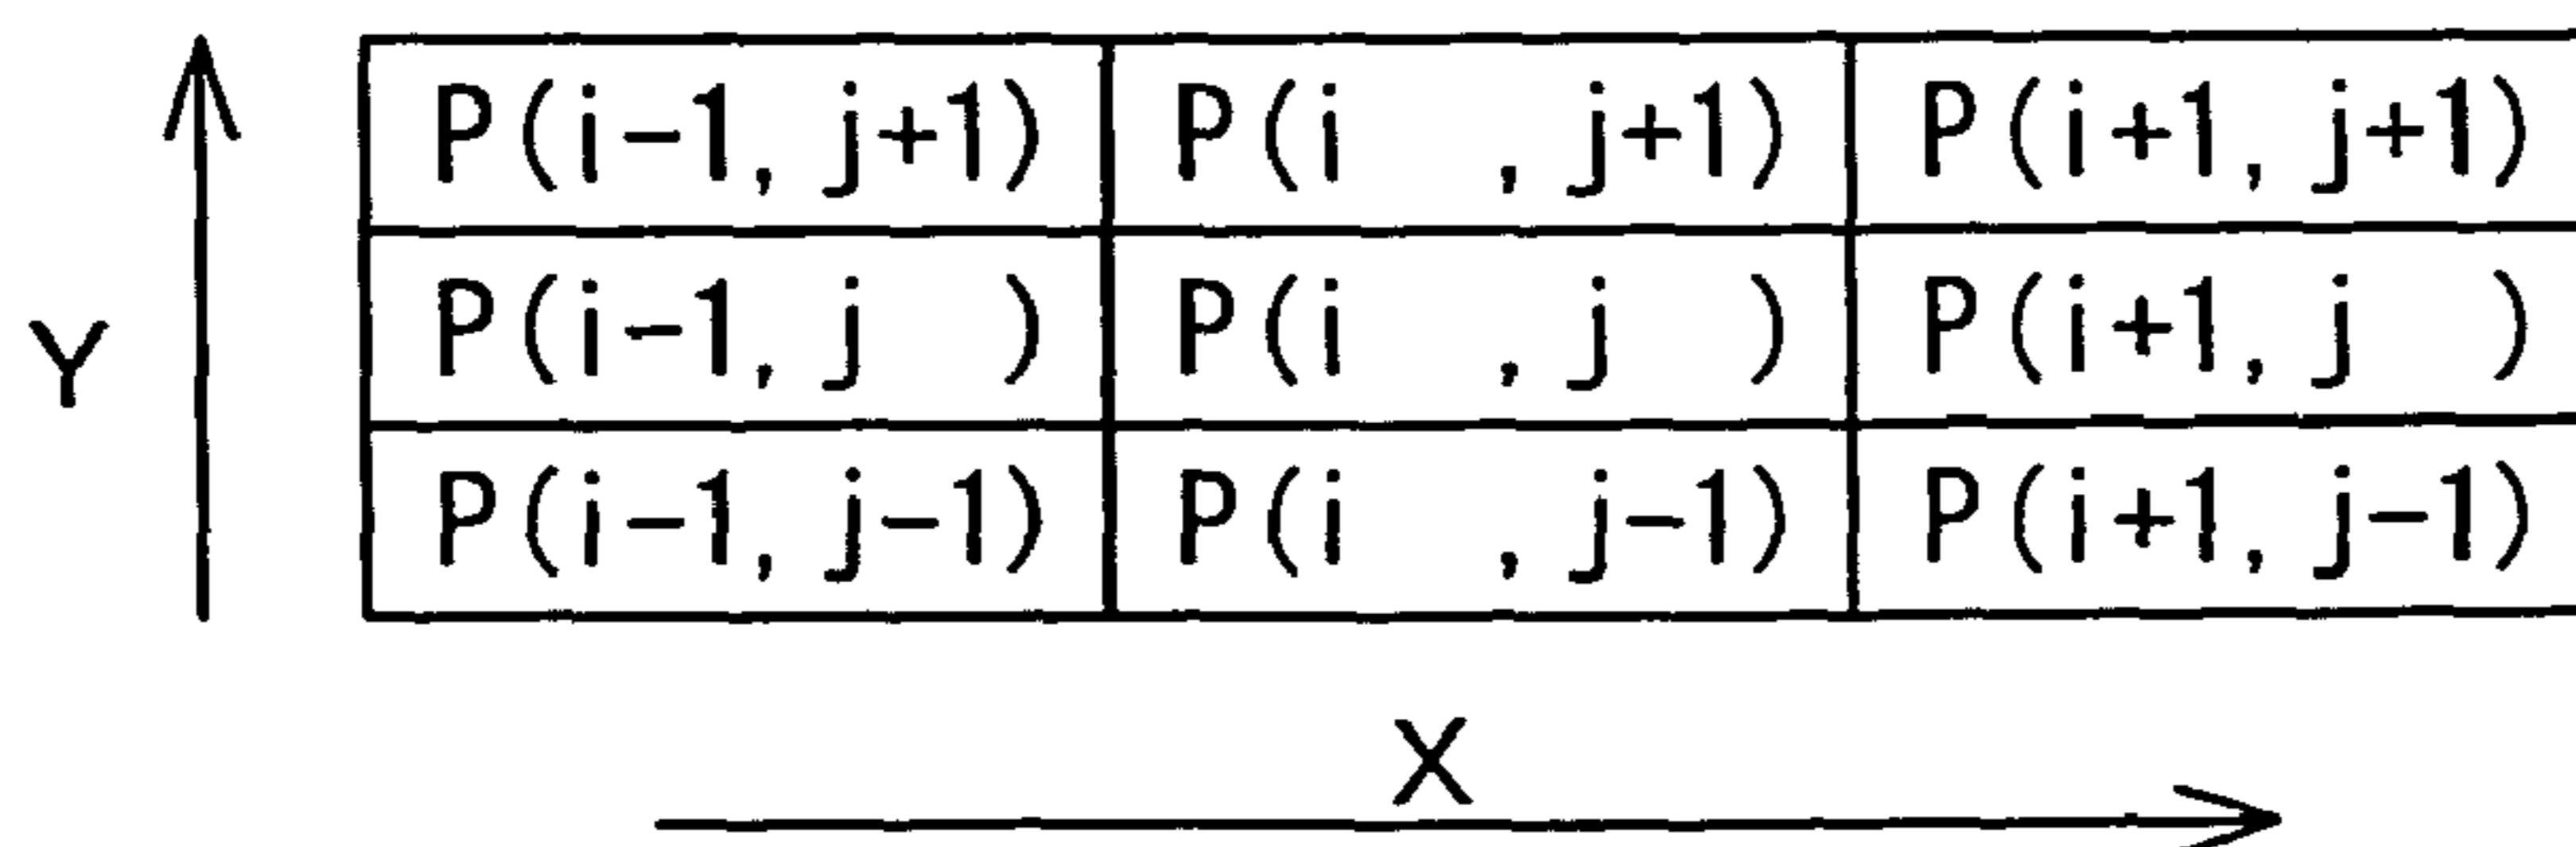 P(i-1, j+1) P(i , j+1) P(i+1, j+1)
Y
P(i-1, j ) P(i , j ) P(i+1, j )
P(i-1, j-1) P(i , j-1) P(i+1, j-1)
X